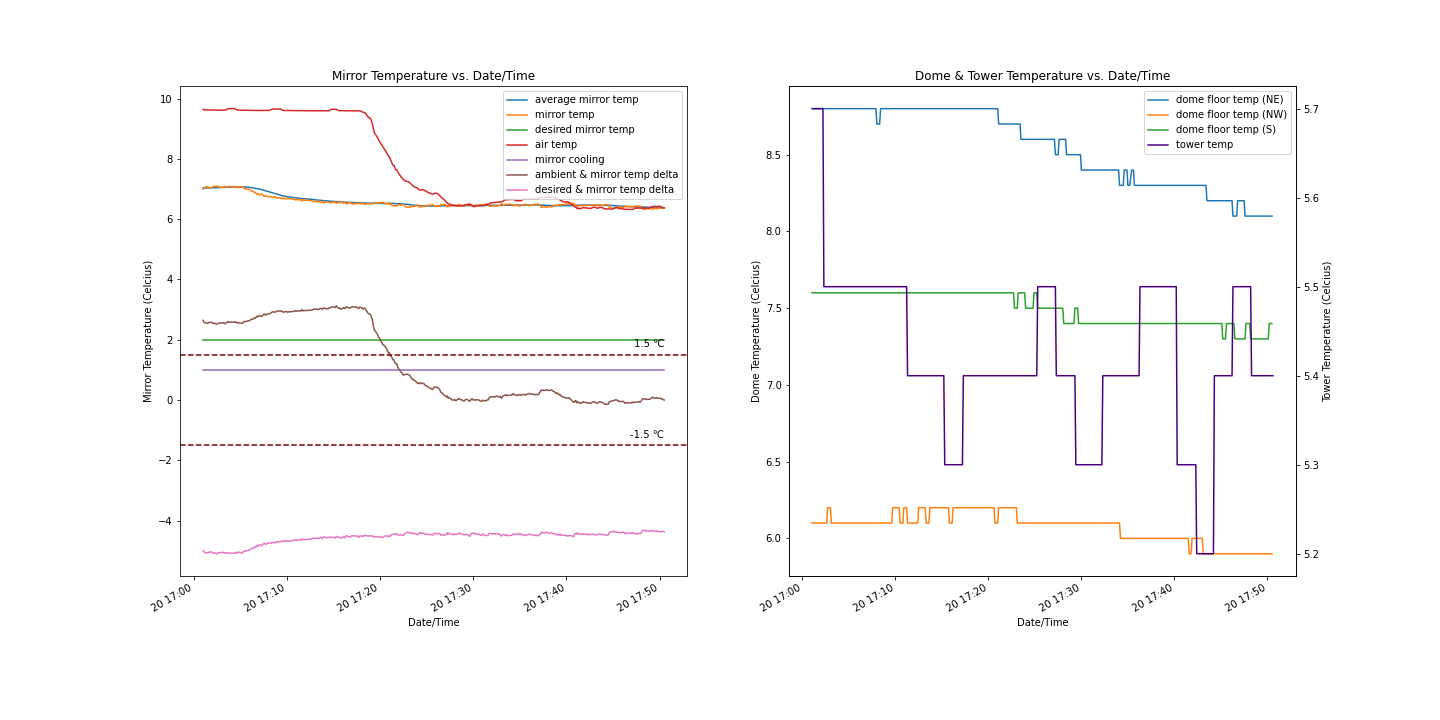 Mirror Temperature vs. Date/Time
average mirror temp
mirror temp
desired mirror temp
air temp
mirror cooling
ambient & mirror temp delta
desired & mirror temp delta
10
8
6
4
2
0
−2
−4
Mirror Temperature (Celcius)
1.5 °C
-1.5 °C
20 17:00
20 17:10
20 17:20
20 17:30
20 17:40
20 17:50
Date/Time
Dome & Tower Temperature vs. Date/Time
dome floor temp (NE)
dome floor temp (NW)
dome floor temp (S)
tower temp
8.5
8.0
7.5
7.0
6.5
6.0
Dome Temperature (Celcius)
5.7
5.6
5.5
5.4
5.3
5.2
Tower Temperature (Celcius)
20 17:00
20 17:10
20 17:20
20 17:30
20 17:40
20 17:50
Date/Time